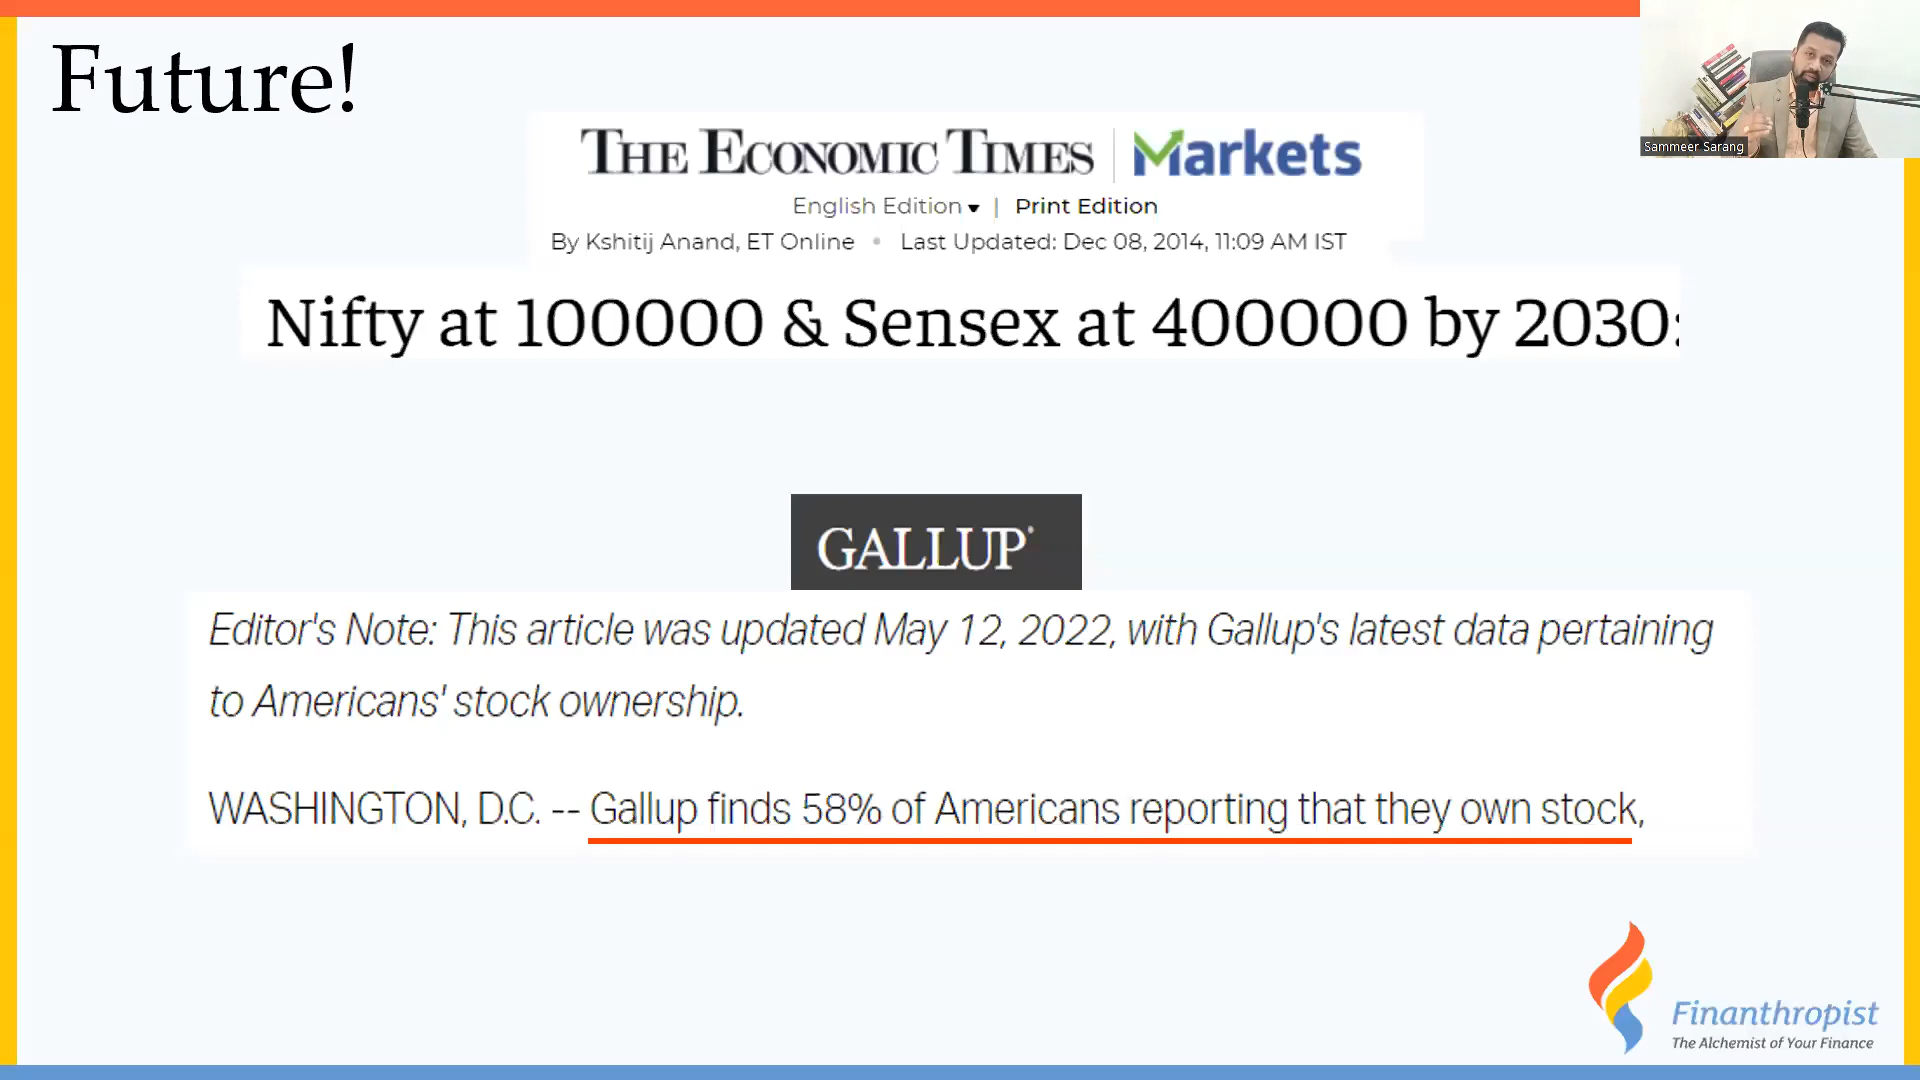 Future!
Sammeer Sarang
THE ECONOMIC TIMES | Markets
English Edition ▾ | Print Edition
By Kshitij Anand, ET Online • Last Updated: Dec 08, 2014, 11:09 AM IST
Nifty at 100000 & Sensex at 400000 by 2030:
GALLUP®
Editor's Note: This article was updated May 12, 2022, with Gallup's latest data pertaining
to Americans' stock ownership.
WASHINGTON, D.C. -- Gallup finds 58% of Americans reporting that they own stock,
Finanthropist
The Alchemist of Your Finance